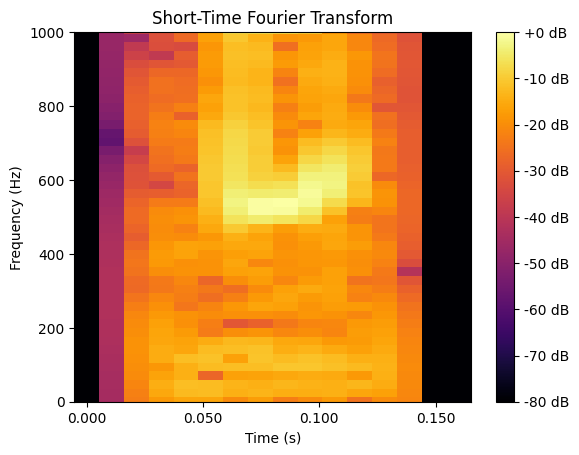 Short-Time Fourier Transform
1000
800
600
400
200
0
Frequency (Hz)
0.000
0.050
0.100
0.150
Time (s)
+0 dB
-10 dB
-20 dB
-30 dB
-40 dB
-50 dB
-60 dB
-70 dB
-80 dB